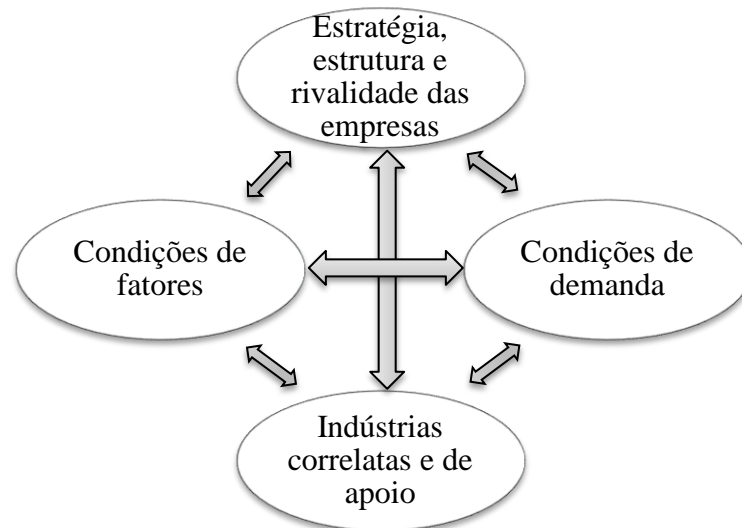 Estratégia,
estrutura e
rivalidade das
empresas
Condições de
fatores
Condições de
demanda
Indústrias
correlatas e de
apoio